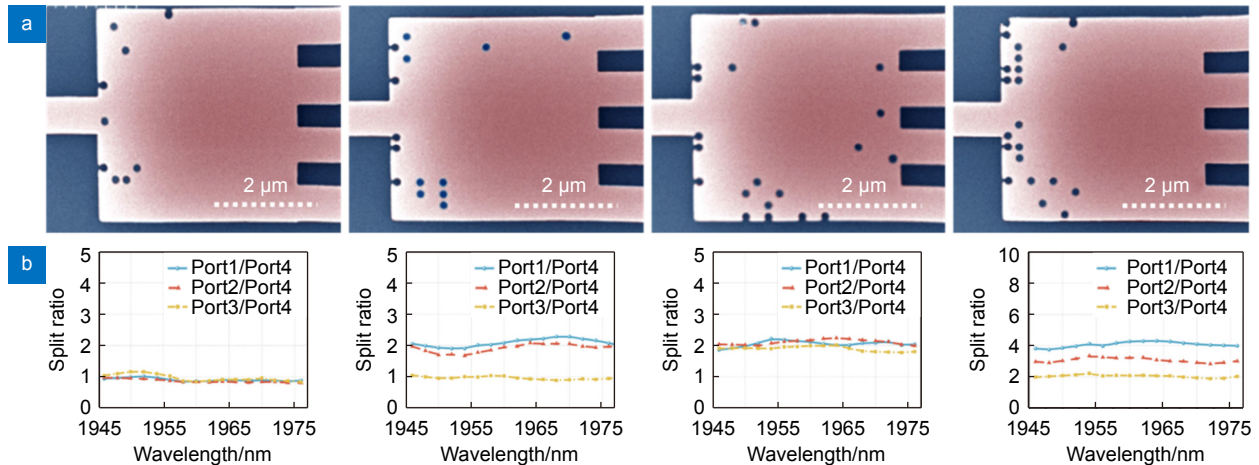 a
2 μm
2 μm
2 μm
2 μm
b
Split ratio
5
4
3
2
1
0
Port1/Port4
Port2/Port4
Port3/Port4
1945
1955
1965
1975
Wavelength/nm
Split ratio
5
4
3
2
1
0
Port1/Port4
Port2/Port4
Port3/Port4
1945
1955
1965
1975
Wavelength/nm
Split ratio
5
4
3
2
1
0
Port1/Port4
Port2/Port4
Port3/Port4
1945
1955
1965
1975
Wavelength/nm
Split ratio
10
8
6
4
2
0
Port1/Port4
Port2/Port4
Port3/Port4
1945
1955
1965
1975
Wavelength/nm